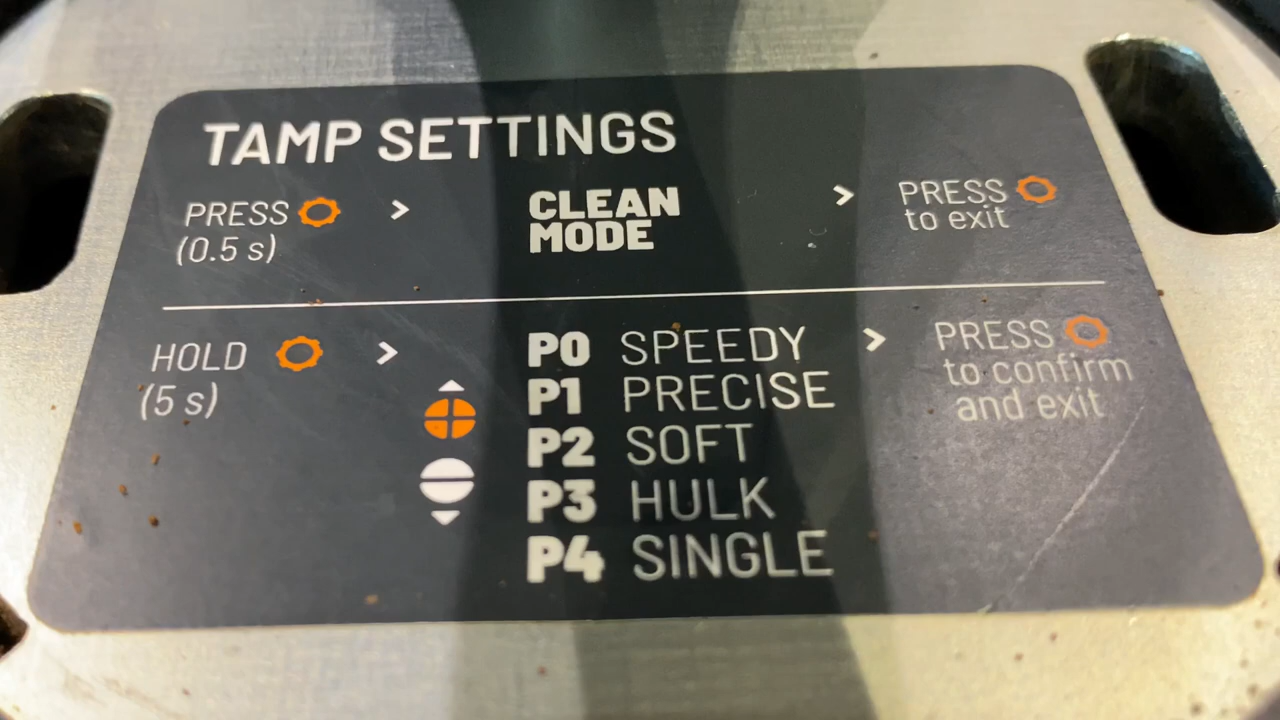 TAMP SETTINGS
PRESS > CLEAN MODE > PRESS to exit
(0.5 s)
HOLD > P0 SPEEDY > PRESS
(5 s) P1 PRECISE to confirm
P2 SOFT and exit
P3 HULK
P4 SINGLE